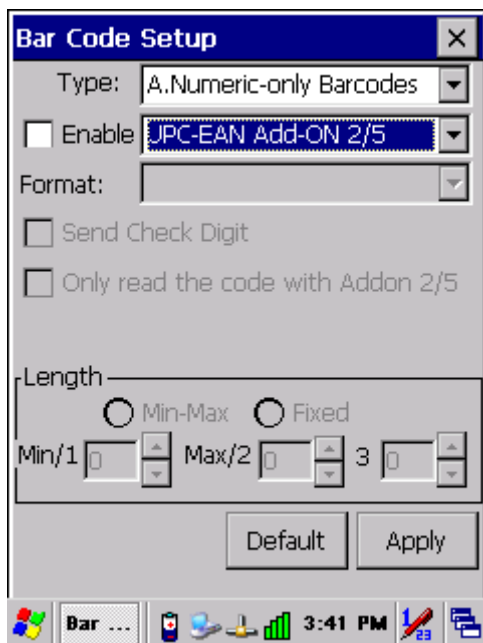 Bar Code Setup
Type: A.Numeric-only Barcodes
Enable UPC-EAN Add-ON 2/5
Format:
Send Check Digit
Only read the code with Addon 2/5
Length
Min-Max Fixed
Min/1 0 Max/2 0 3 0
Default Apply
Bar ... 3:41 PM 1/23